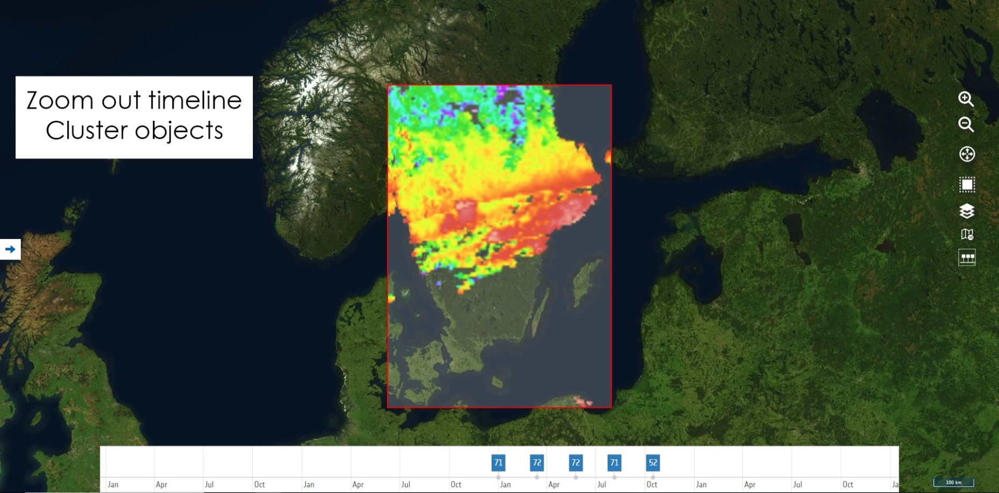 Zoom out timeline
Cluster objects
71 72 72 71 52
Jan Apr Jul Oct Jan Apr Jul Oct Jan Apr Jul Oct Jan Apr Jul Oct Ja
100 km